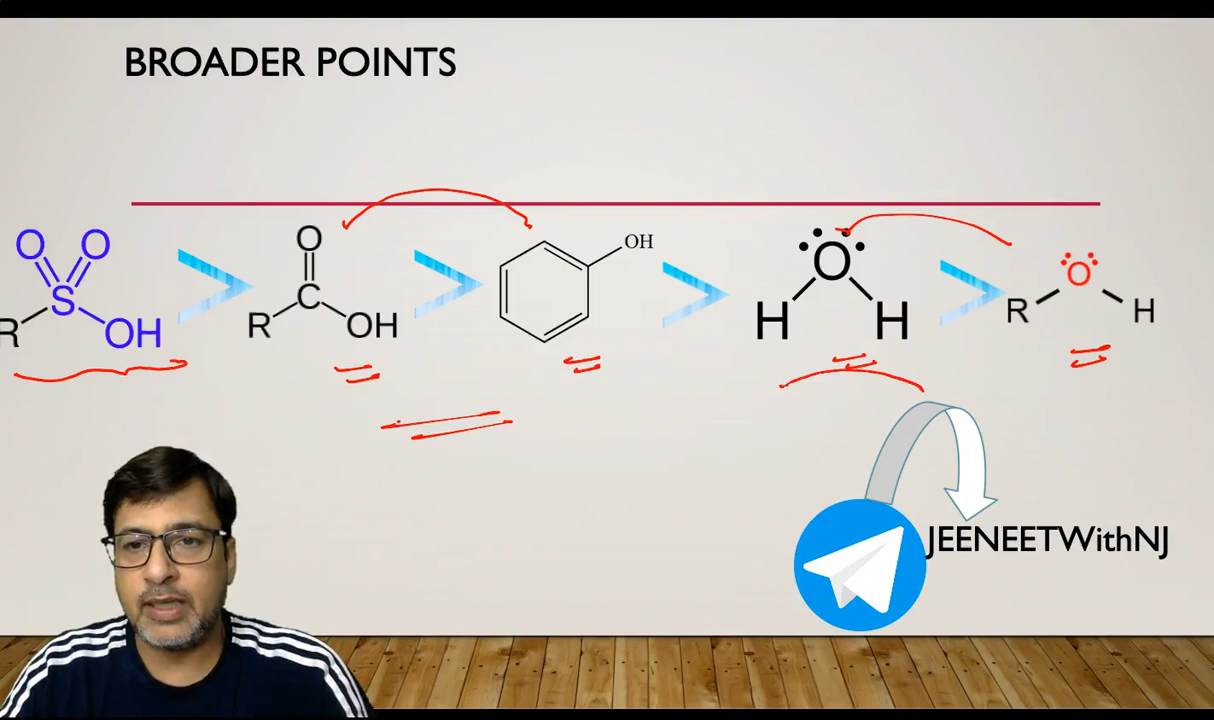 BROADER POINTS
O O O OH O O
S C
R OH R OH H H R H
JEENEETWithNJ